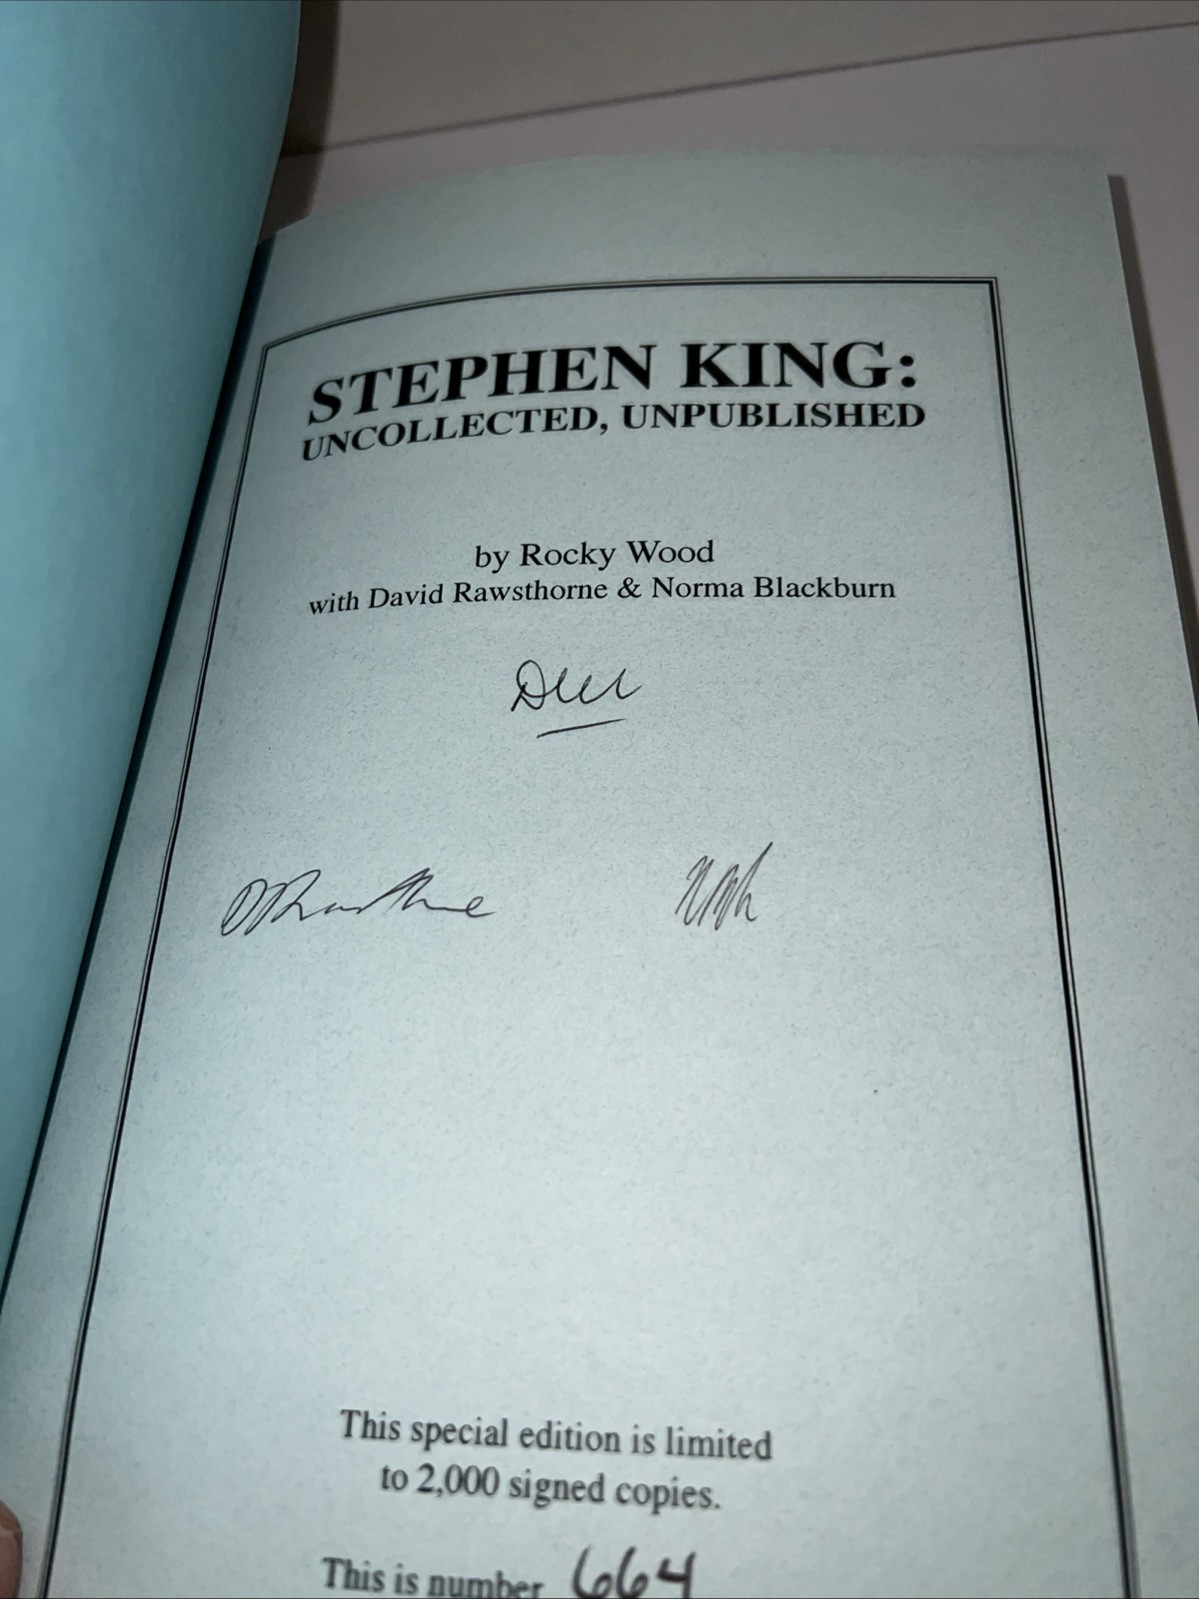 STEPHEN KING:
UNCOLLECTED, UNPUBLISHED
by Rocky Wood
with David Rawsthorne & Norma Blackburn
This special edition is limited
to 2,000 signed copies.
This is number 664